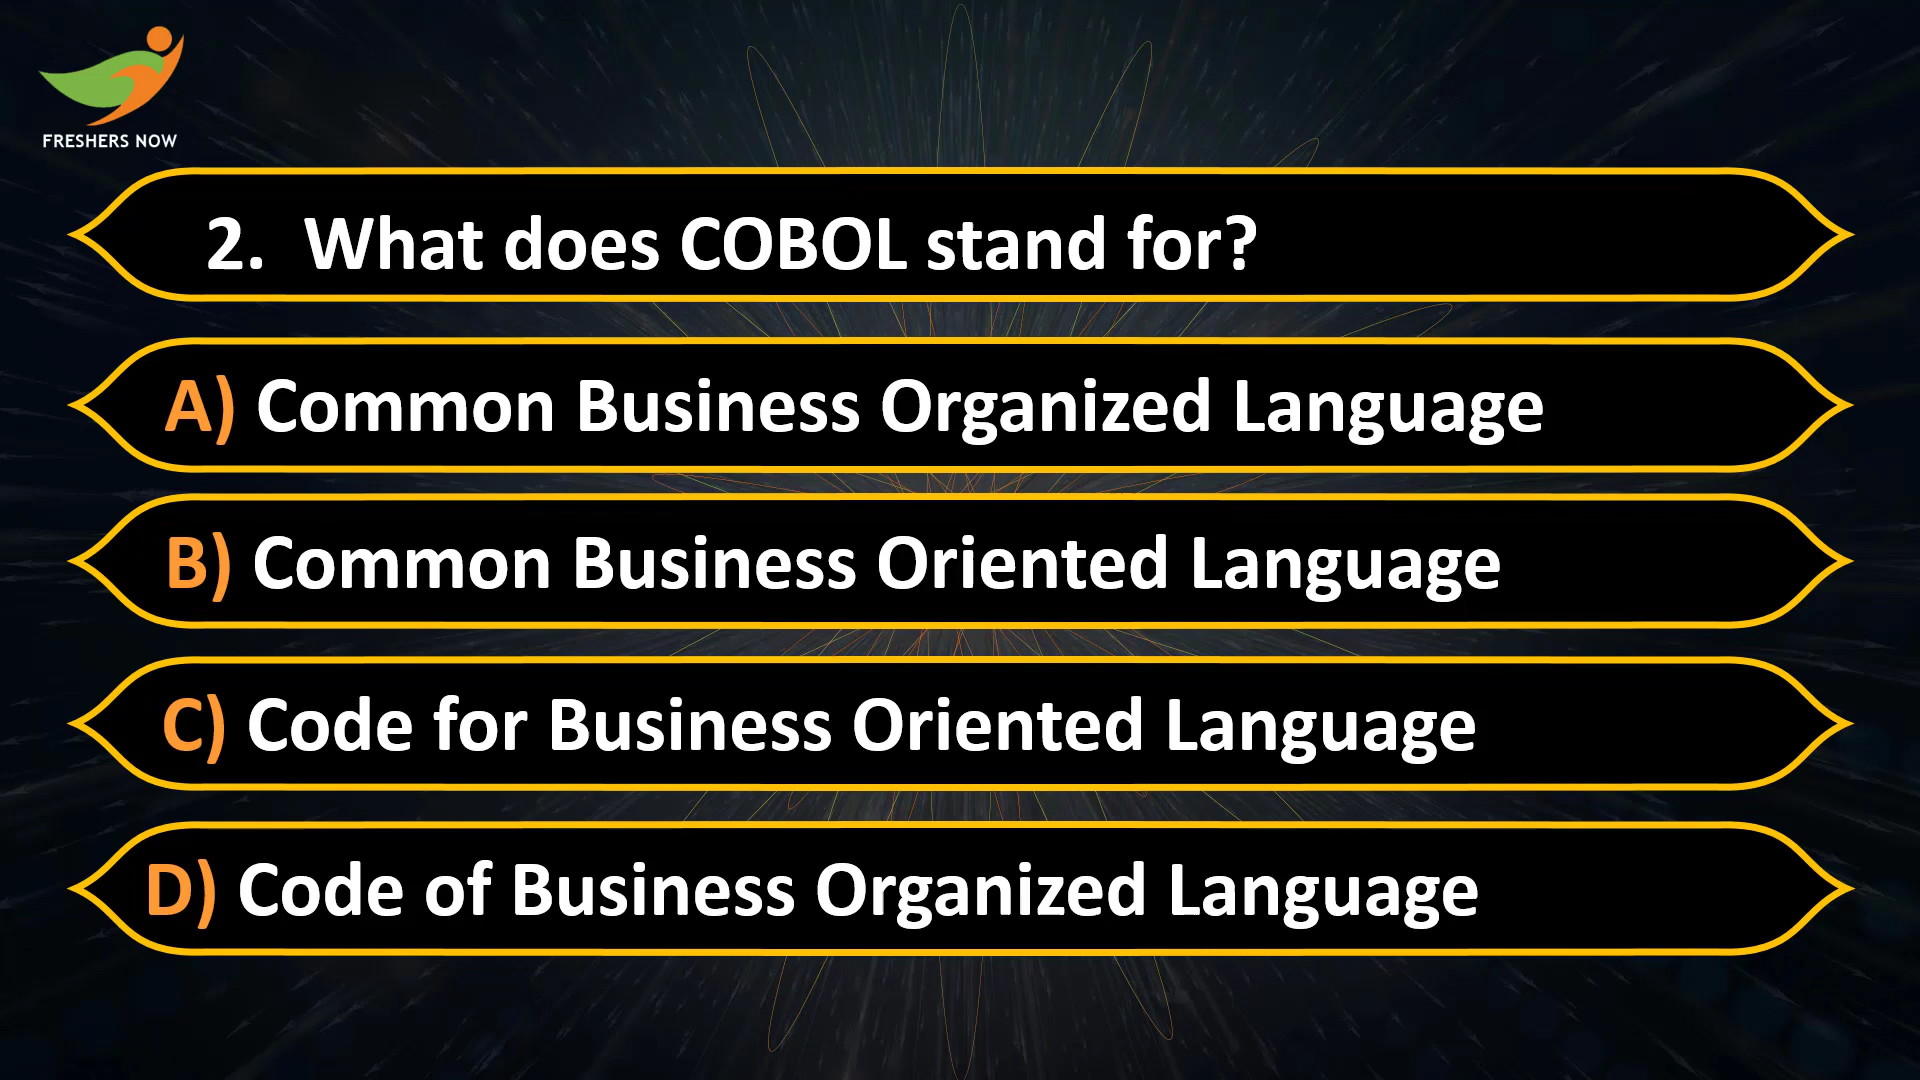 FRESHERS NOW
2. What does COBOL stand for?
A) Common Business Organized Language
B) Common Business Oriented Language
C) Code for Business Oriented Language
D) Code of Business Organized Language